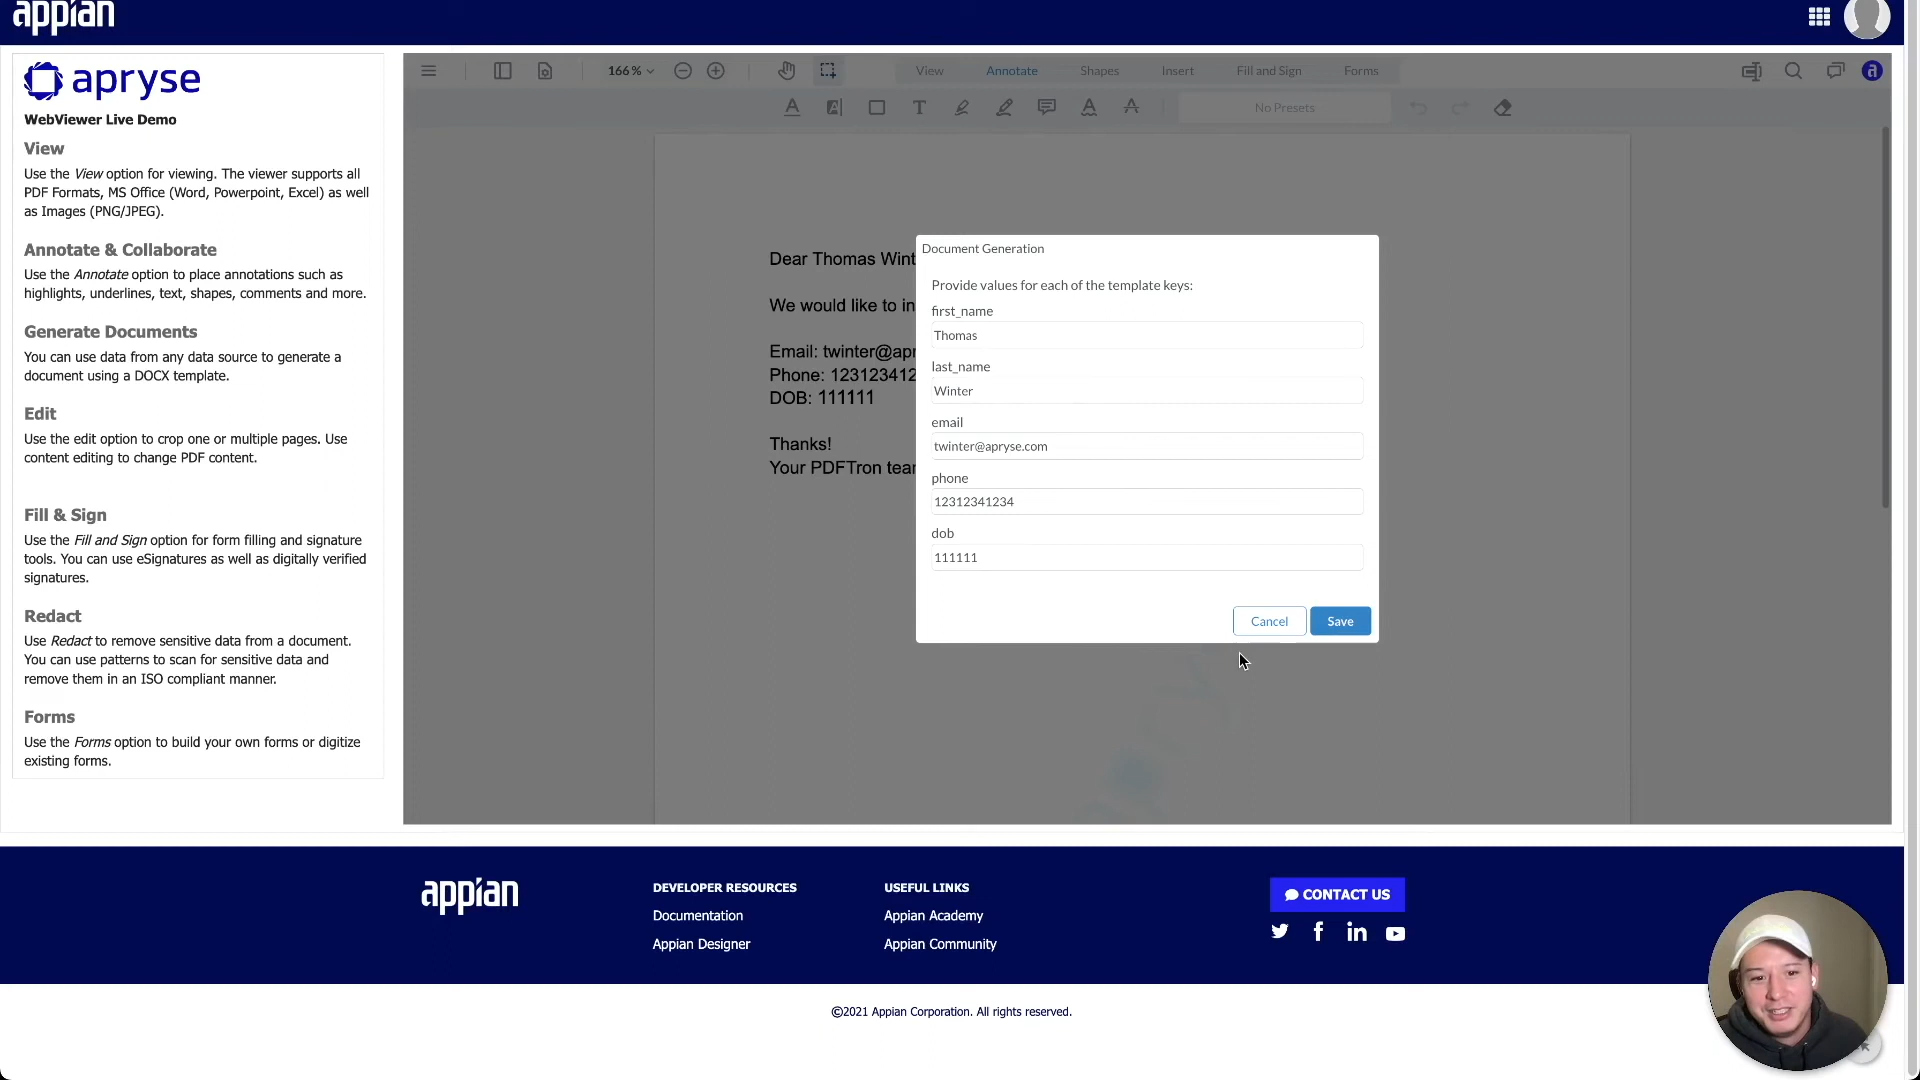 appian
apryse
WebViewer Live Demo
View
Use the View option for viewing. The viewer supports all
PDF Formats, MS Office (Word, Powerpoint, Excel) as well
as Images (PNG/JPEG).
Annotate & Collaborate
Use the Annotate option to place annotations such as
highlights, underlines, text, shapes, comments and more.
Generate Documents
You can use data from any data source to generate a
document using a DOCX template.
Edit
Use the edit option to crop one or multiple pages. Use
content editing to change PDF content.
Fill & Sign
Use the Fill and Sign option for form filling and signature
tools. You can use eSignatures as well as digitally verified
signatures.
Redact
Use Redact to remove sensitive data from a document.
You can use patterns to scan for sensitive data and
remove them in an ISO compliant manner.
Forms
Use the Forms option to build your own forms or digitize
existing forms.
166%
View Annotate Shapes Insert Fill and Sign Forms
No Presets
Dear Thomas Wint
We would like to in
Email: twinter@apr
Phone: 123123412
DOB: 111111
Thanks!
Your PDFTron tear
Document Generation
Provide values for each of the template keys:
first_name
Thomas
last_name
Winter
email
twinter@apryse.com
phone
12312341234
dob
111111
Cancel Save
appian
DEVELOPER RESOURCES
Documentation
Appian Designer
USEFUL LINKS
Appian Academy
Appian Community
CONTACT US
©2021 Appian Corporation. All rights reserved.